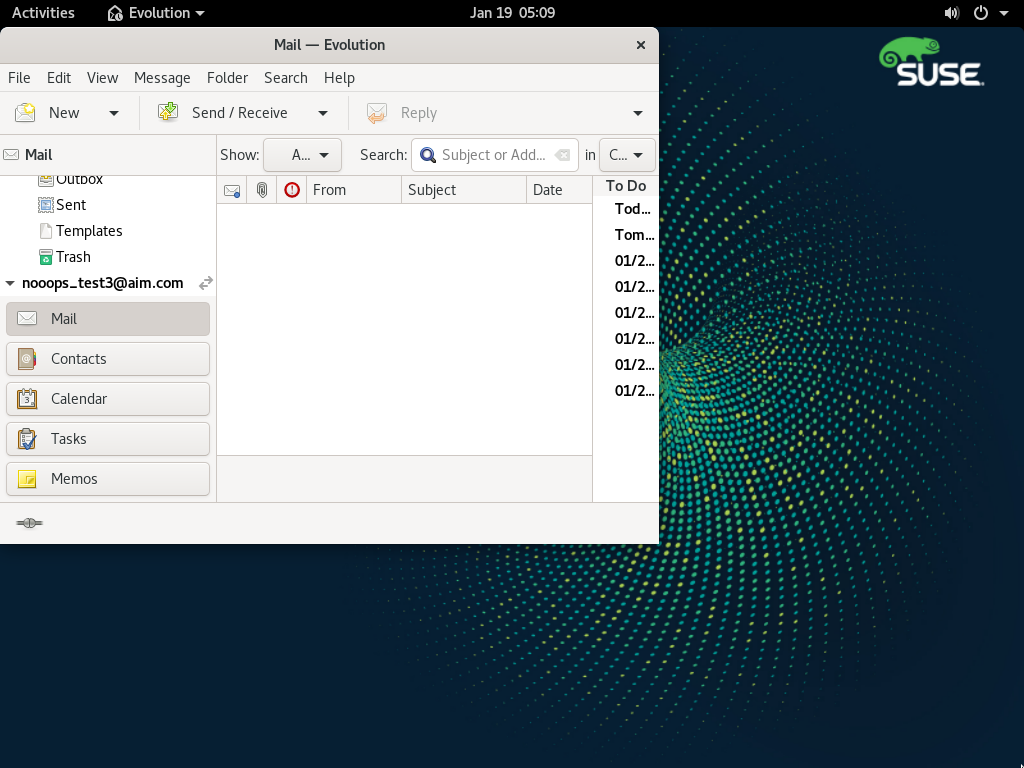 Activities Evolution Jan 19 05:09
Mail — Evolution
File Edit View Message Folder Search Help
New Send / Receive Reply
Mail Show: A... Search: Subject or Add... in C...
From Subject Date To Do
Outbox
Sent
Templates
Trash
nooops_test3@aim.com
Mail
Contacts
Calendar
Tasks
Memos
Tod...
Tom...
01/2...
01/2...
01/2...
01/2...
01/2...
01/2...
SUSE